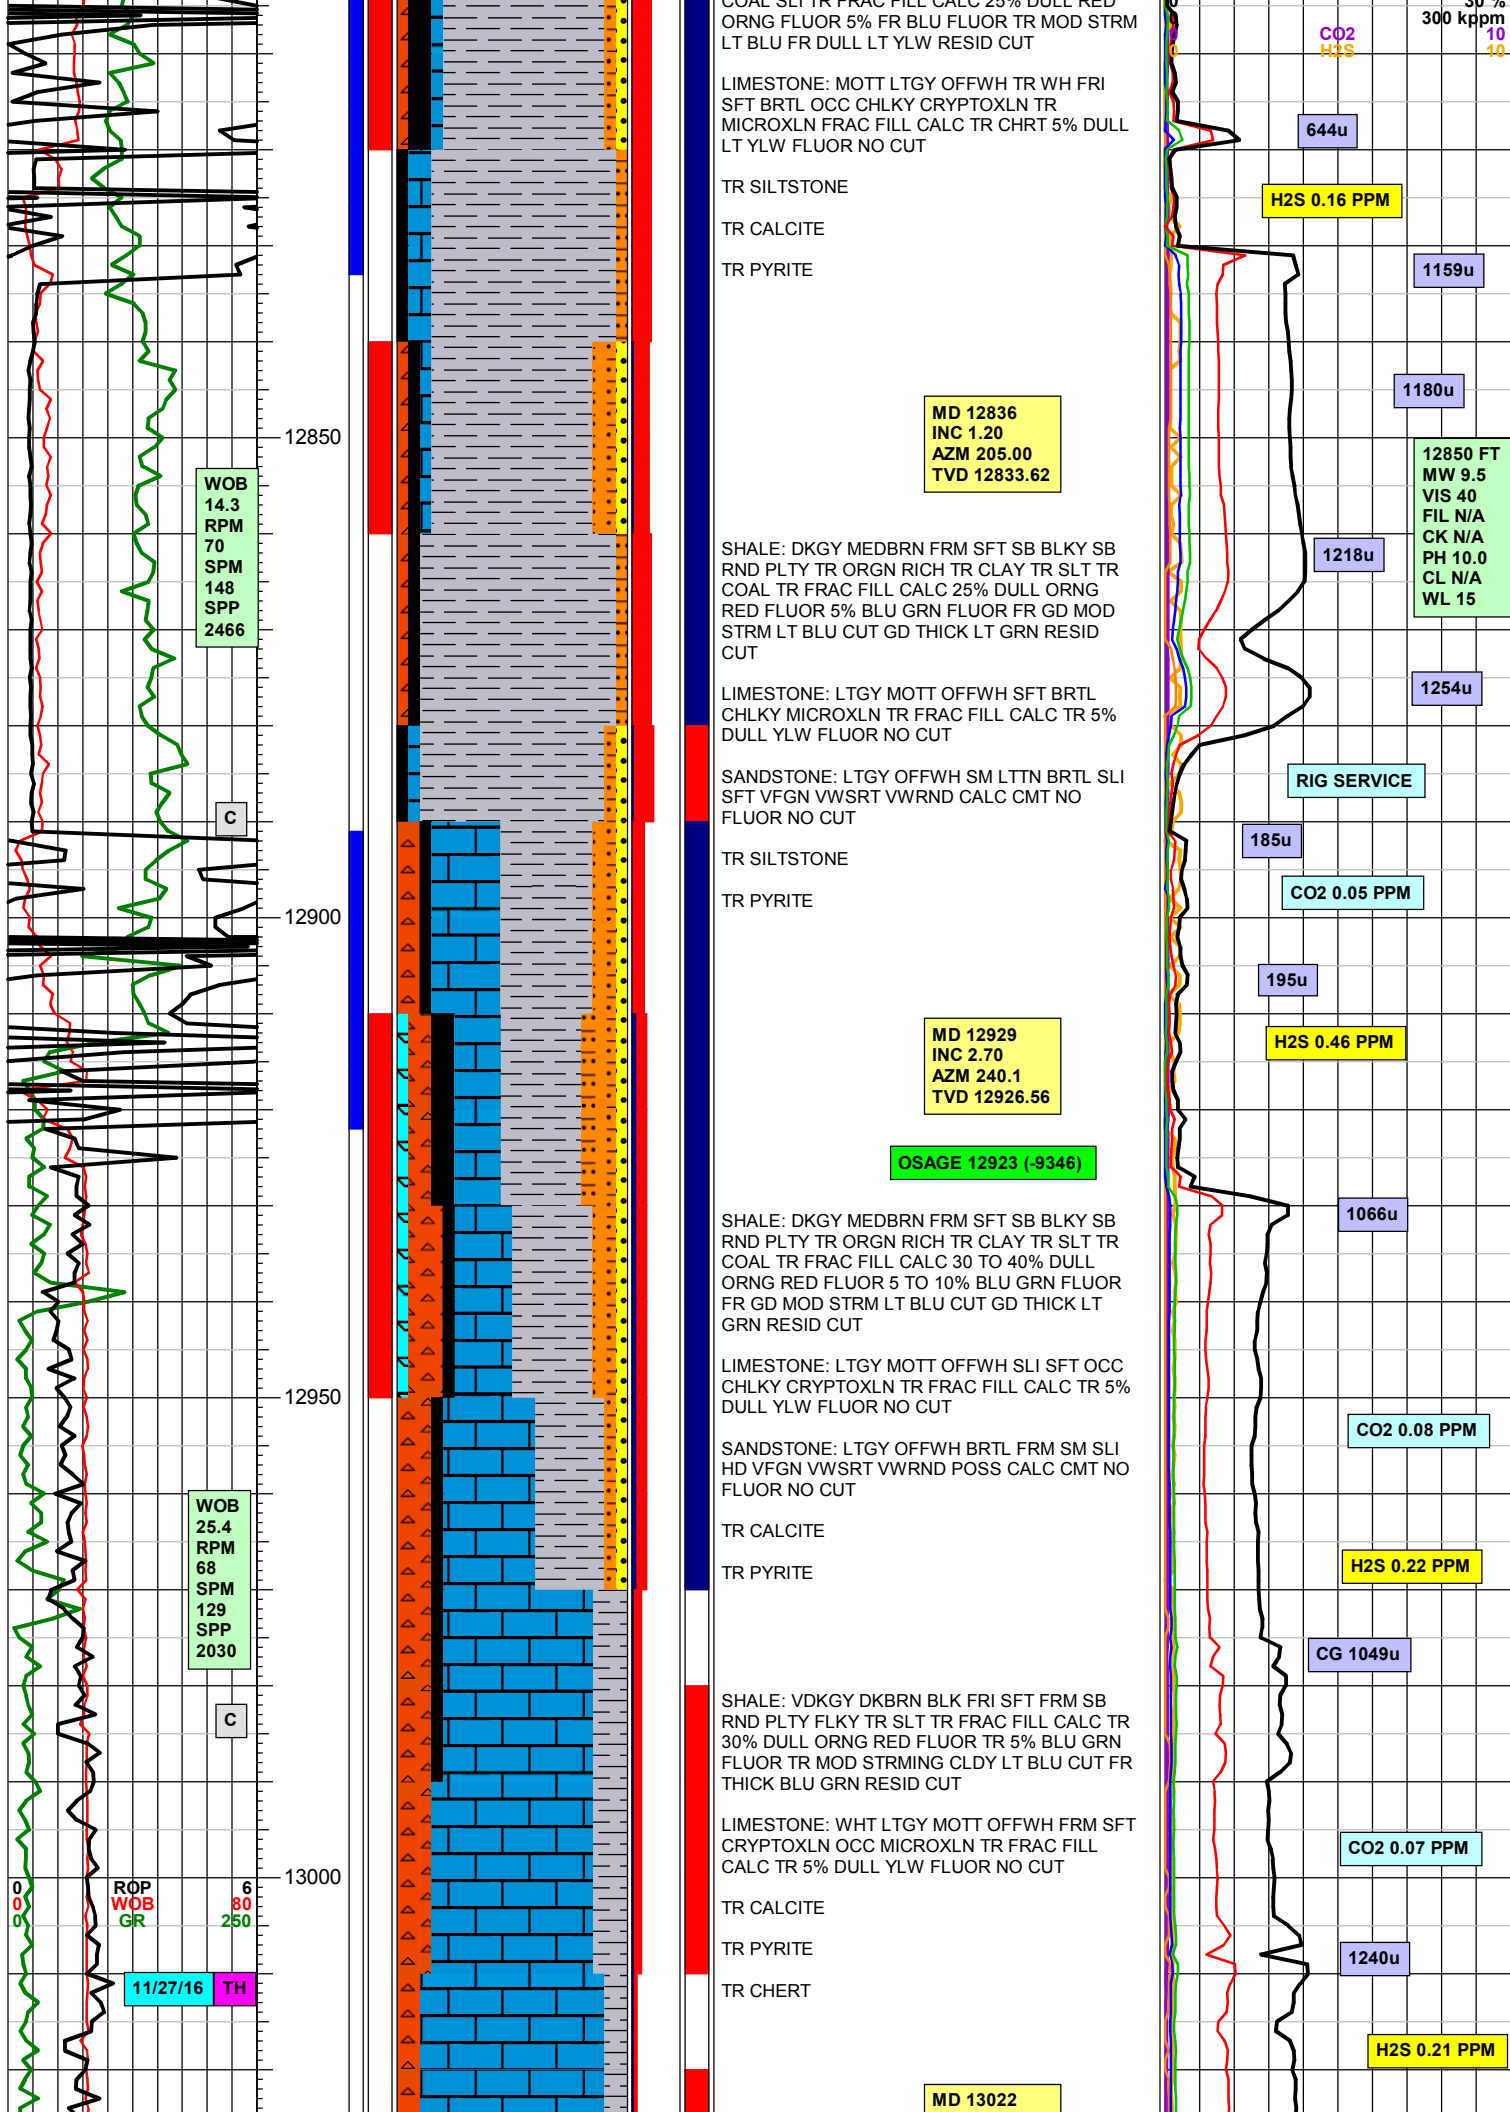 COAL SLI TR FRAC FILL CALC 25% DULL RED
ORNG FLUOR 5% FR BLU FLUOR TR MOD STRM
LT BLU FR DULL LT YLW RESID CUT
LIMESTONE: MOTT LTGY OFFWH TR WH FRI
SFT BRTL OCC CHLKY CRYPTOXLN TR
MICROXLN FRAC FILL CALC TR CHRT 5% DULL
LT YLW FLUOR NO CUT
TR SILTSTONE
TR CALCITE
TR PYRITE
30 %
300 kppm
CO2 10
0 H2S 10
644u
H2S 0.16 PPM
1159u
1180u
12850
WOB
14.3
RPM
70
SPM
148
SPP
2466
C
MD 12836
INC 1.20
AZM 205.00
TVD 12833.62
12850 FT
MW 9.5
VIS 40
FIL N/A
CK N/A
PH 10.0
CL N/A
WL 15
SHALE: DKGY MEDBRN FRM SFT SB BLKY SB
RND PLTY TR ORGN RICH TR CLAY TR SLT TR
COAL TR FRAC FILL CALC 25% DULL ORNG
RED FLUOR 5% BLU GRN FLUOR FR GD MOD
STRM LT BLU CUT GD THICK LT GRN RESID
CUT
LIMESTONE: LTGY MOTT OFFWH SFT BRTL
CHLKY MICROXLN TR FRAC FILL CALC TR 5%
DULL YLW FLUOR NO CUT
SANDSTONE: LTGY OFFWH SM LTTN BRTL SLI
SFT VFGN VWSRT VWRND CALC CMT NO
FLUOR NO CUT
TR SILTSTONE
TR PYRITE
1218u
1254u
RIG SERVICE
185u
CO2 0.05 PPM
12900
195u
H2S 0.46 PPM
MD 12929
INC 2.70
AZM 240.1
TVD 12926.56
OSAGE 12923 (-9346)
1066u
SHALE: DKGY MEDBRN FRM SFT SB BLKY SB
RND PLTY TR ORGN RICH TR CLAY TR SLT TR
COAL TR FRAC FILL CALC 30 TO 40% DULL
ORNG RED FLUOR 5 TO 10% BLU GRN FLUOR
FR GD MOD STRM LT BLU CUT GD THICK LT
GRN RESID CUT
LIMESTONE: LTGY MOTT OFFWH SLI SFT OCC
CHLKY CRYPTOXLN TR FRAC FILL CALC TR 5%
DULL YLW FLUOR NO CUT
SANDSTONE: LTGY OFFWH BRTL FRM SM SLI
HD VFGN VWSRT VWRND POSS CALC CMT NO
FLUOR NO CUT
TR CALCITE
TR PYRITE
12950
CO2 0.08 PPM
WOB
25.4
RPM
68
SPM
129
SPP
2030
C
H2S 0.22 PPM
CG 1049u
SHALE: VDKGY DKBRN BLK FRI SFT FRM SB
RND PLTY FLKY TR SLT TR FRAC FILL CALC TR
30% DULL ORNG RED FLUOR TR 5% BLU GRN
FLUOR TR MOD STRMING CLDY LT BLU CUT FR
THICK BLU GRN RESID CUT
LIMESTONE: WHT LTGY MOTT OFFWH FRM SFT
CRYPTOXLN OCC MICROXLN TR FRAC FILL
CALC TR 5% DULL YLW FLUOR NO CUT
TR CALCITE
TR PYRITE
TR CHERT
CO2 0.07 PPM
13000
0 ROP 6
0 WOB 80
0 GR 250
1240u
11/27/16 TH
H2S 0.21 PPM
MD 13022